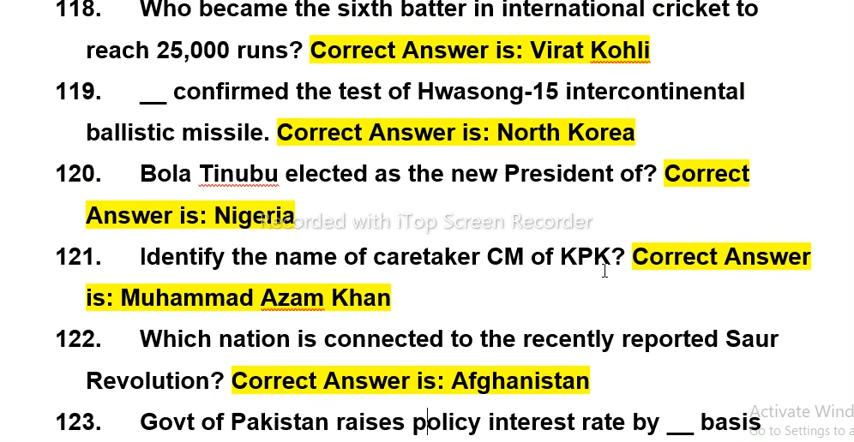 118. Who became the sixth batter in international cricket to
reach 25,000 runs? Correct Answer is: Virat Kohli
119. __ confirmed the test of Hwasong-15 intercontinental
ballistic missile. Correct Answer is: North Korea
120. Bola Tinubu elected as the new President of? Correct
Answer is: Nigeria
Recorded with iTop Screen Recorder
121. Identify the name of caretaker CM of KPK? Correct Answer
is: Muhammad Azam Khan
122. Which nation is connected to the recently reported Saur
Revolution? Correct Answer is: Afghanistan
Activate Wind
123. Govt of Pakistan raises policy interest rate by __ basis
Go to Settings to a